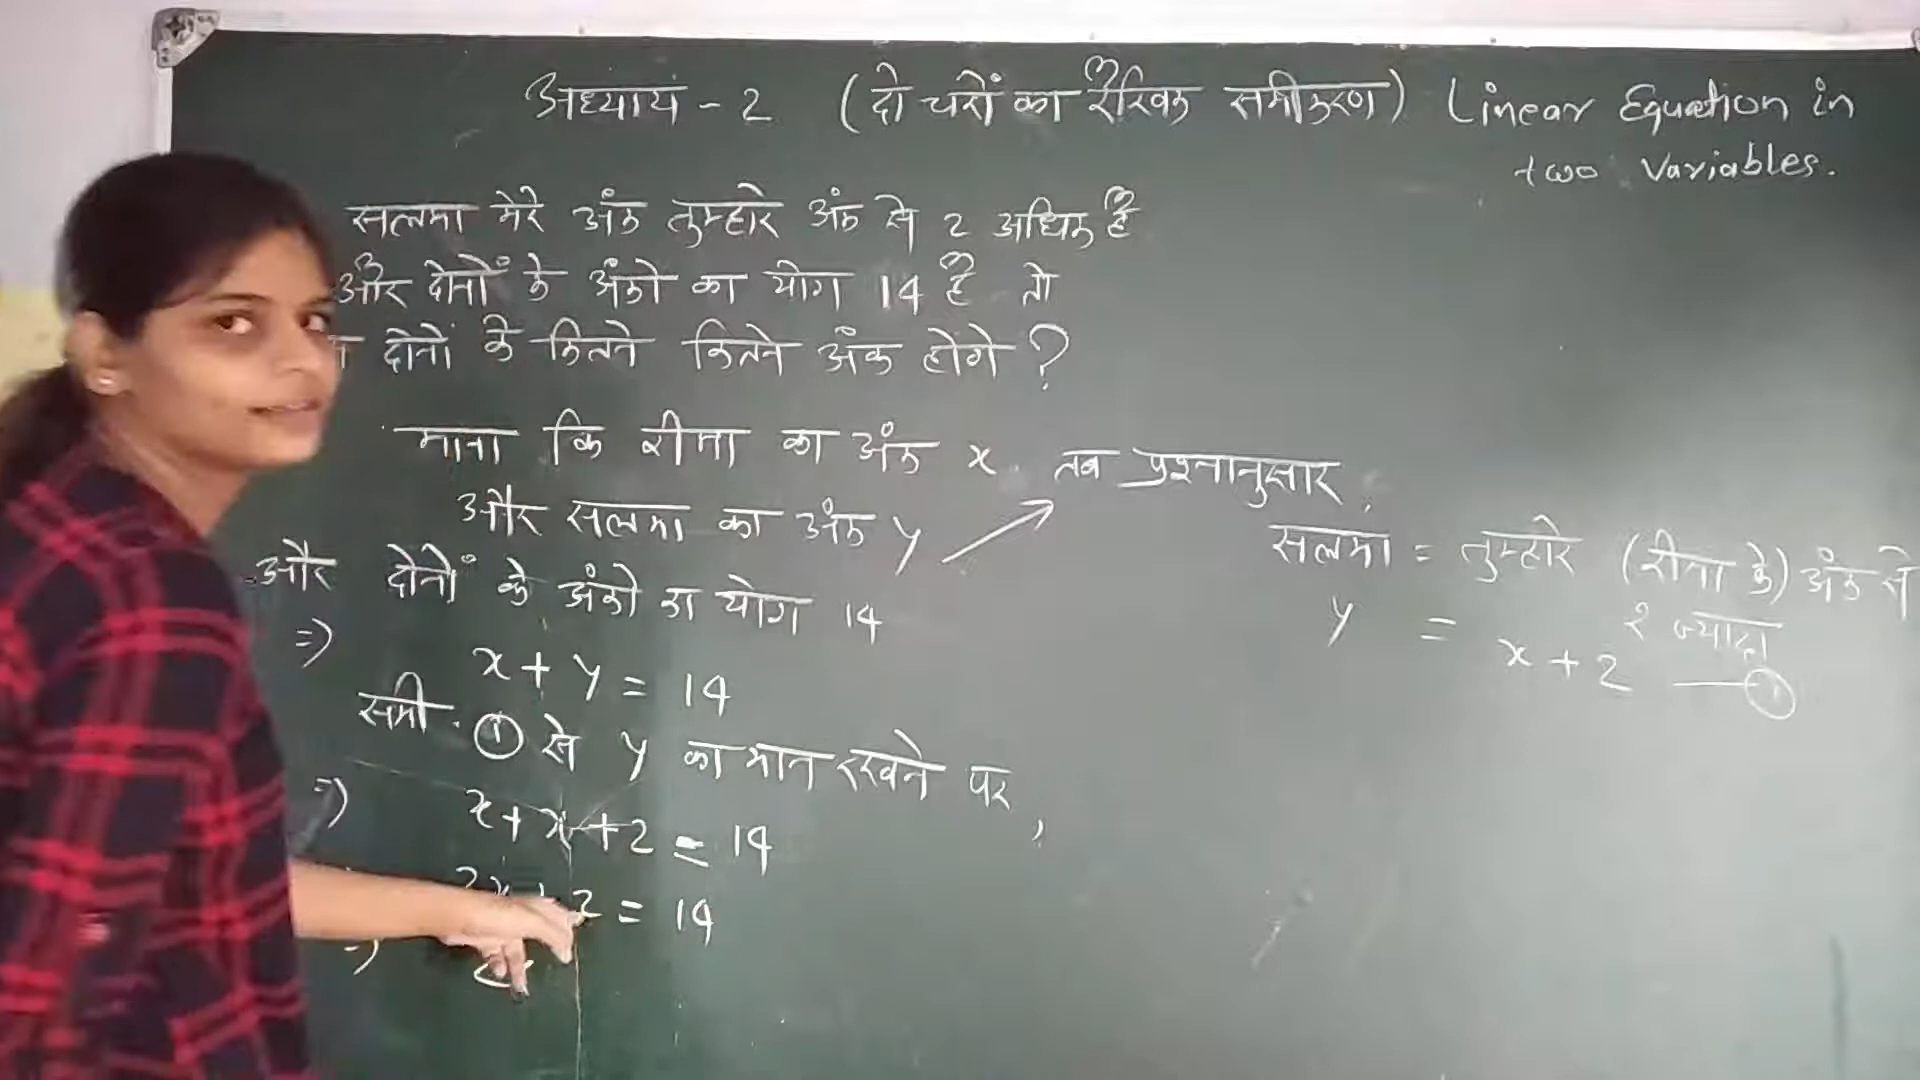 अध्याय - 2 (दो चरों का रैखिक समीकरण) Linear Equation in
two Variables.
सलमा मेरे अंक तुम्हारे अंक से 2 अधिक है
और दोनों के अंको का योग 14 है तो
दोनों के कितने कितने अंक होंगे ?
माना कि रीना का अंक x तब प्रश्नानुसार,
और सलमा का अंक y
सलमा = तुम्हारे (रीना के) अंक से
2 ज्यादा
और दोनों के अंको का योग 14
y = x + 2 — ①
=> x + y = 14
समी. ① से y का मान रखने पर,
=> x + x + 2 = 14
2x + 2 = 14
=>